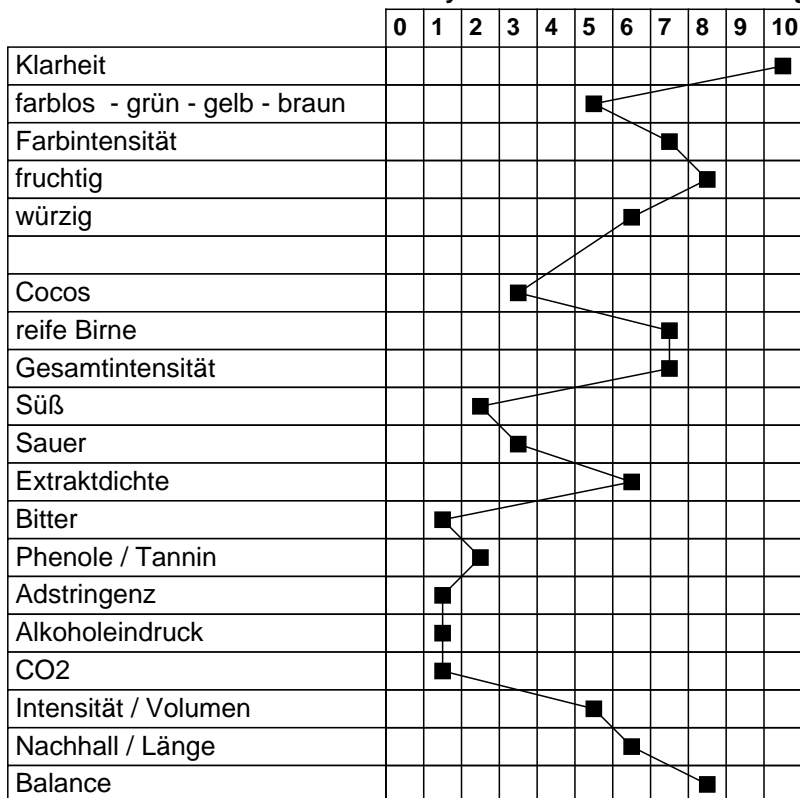 0 1 2 3 4 5 6 7 8 9 10
Klarheit
farblos - grün - gelb - braun
Farbintensität
fruchtig
würzig
Cocos
reife Birne
Gesamtintensität
Süß
Sauer
Extraktdichte
Bitter
Phenole / Tannin
Adstringenz
Alkoholeindruck
CO2
Intensität / Volumen
Nachhall / Länge
Balance